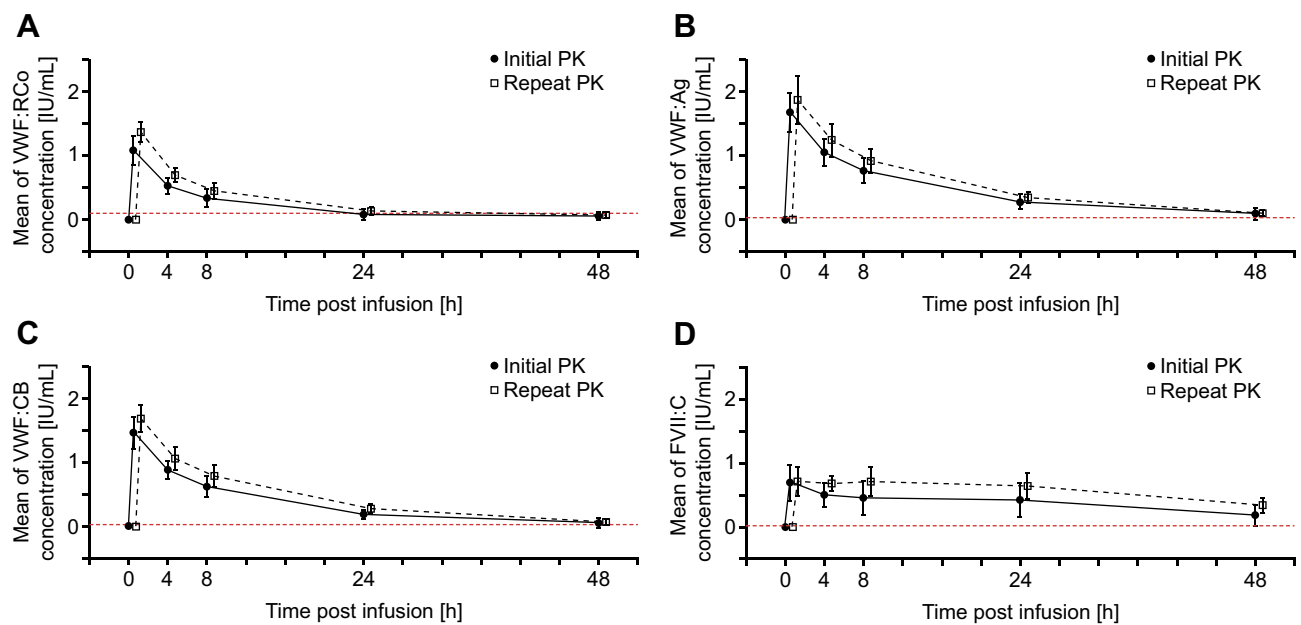 A
Mean of VWF:RCo
concentration [IU/mL]
2
1
0
Initial PK
Repeat PK
0 4 8 24 48
Time post infusion [h]
B
Mean of VWF:Ag
concentration [IU/mL]
2
1
0
Initial PK
Repeat PK
0 4 8 24 48
Time post infusion [h]
C
Mean of VWF:CB
concentration [IU/mL]
2
1
0
Initial PK
Repeat PK
0 4 8 24 48
Time post infusion [h]
D
Mean of FVII:C
concentration [IU/mL]
2
1
0
Initial PK
Repeat PK
0 4 8 24 48
Time post infusion [h]